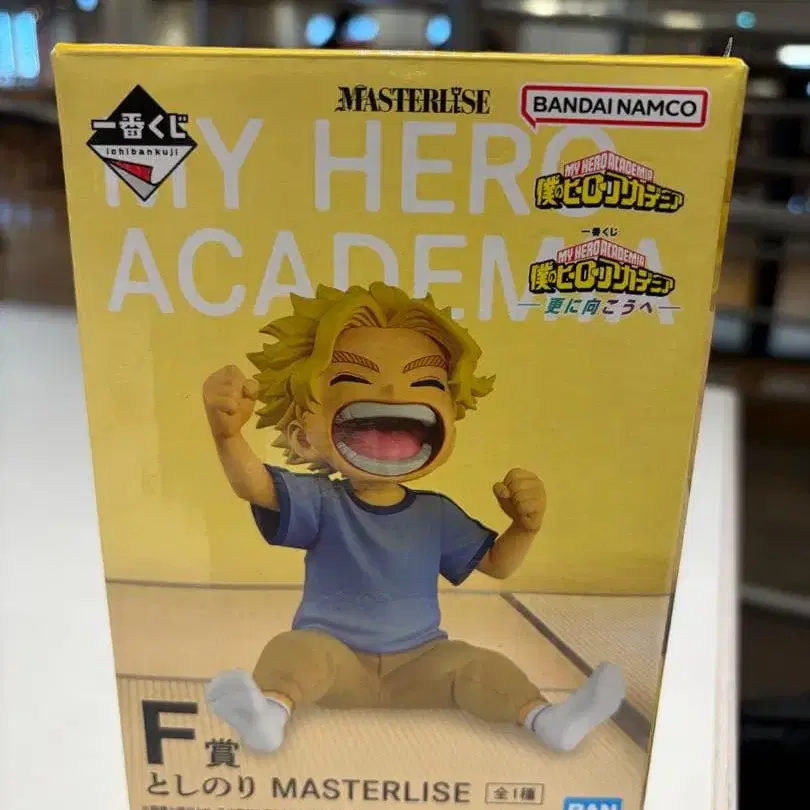 一番くじ
ichibankuji
MASTERLISE
BANDAI NAMCO
MY HERO
ACADEMIA
MY HERO ACADEMIA
僕のヒーローアカデミア
一番くじ
MY HERO ACADEMIA
僕のヒーローアカデミア
更に向こうへ
F賞
としのり MASTERLISE 全1種
BAN